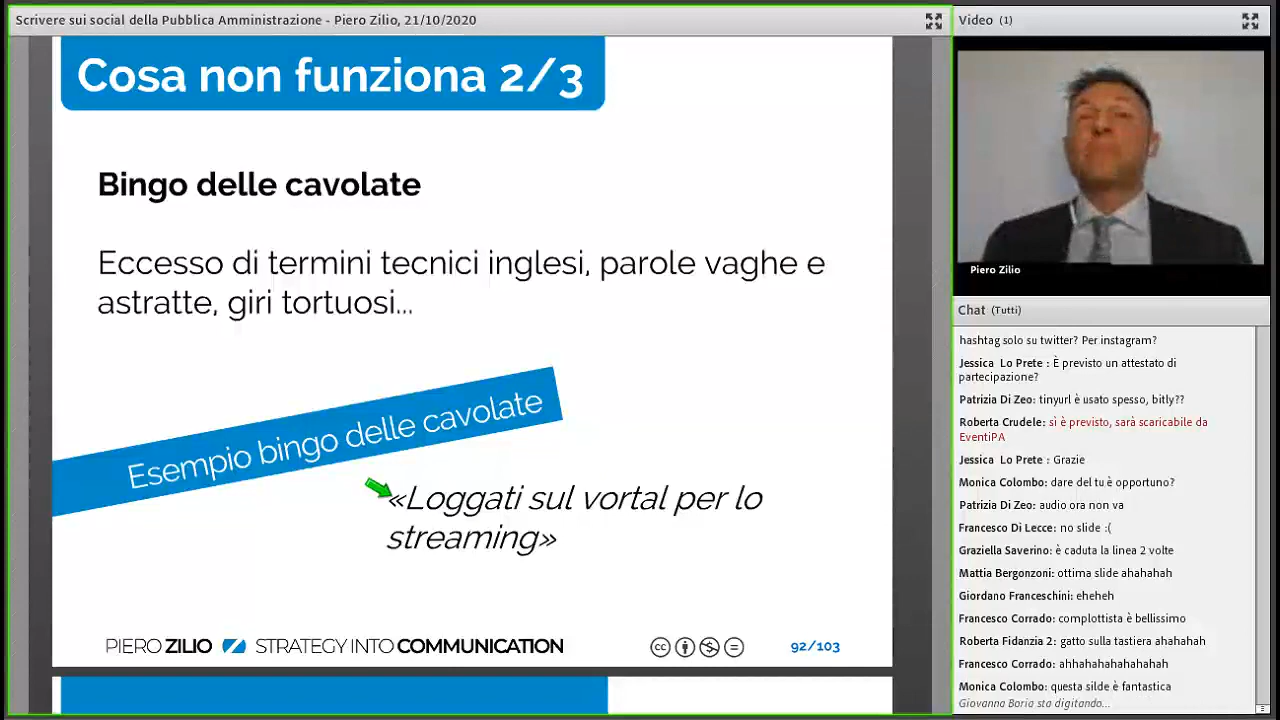 Scrivere sui social della Pubblica Amministrazione - Piero Zilio, 21/10/2020
Cosa non funziona 2/3
Bingo delle cavolate
Eccesso di termini tecnici inglesi, parole vaghe e
astratte, giri tortuosi...
Esempio bingo delle cavolate
«Loggati sul vortal per lo
streaming»
PIERO ZILIO STRATEGY INTO COMMUNICATION
cc
92/103
Video (1)
Piero Zilio
Chat (Tutti)
hashtag solo su twitter? Per instagram?
Jessica Lo Prete : È previsto un attestato di
partecipazione?
Patrizia Di Zeo: tinyurl è usato spesso, bitly??
Roberta Crudele: sì è previsto, sarà scaricabile da
EventiPA
Jessica Lo Prete : Grazie
Monica Colombo: dare del tu è opportuno?
Patrizia Di Zeo: audio ora non va
Francesco Di Lecce: no slide :(
Graziella Saverino: è caduta la linea 2 volte
Mattia Bergonzoni: ottima slide ahahahah
Giordano Franceschini: eheheh
Francesco Corrado: complottista è bellissimo
Roberta Fidanzia 2: gatto sulla tastiera ahahahah
Francesco Corrado: ahhahahahahahah
Monica Colombo: questa silde è fantastica
Giovanna Boria sta digitando...